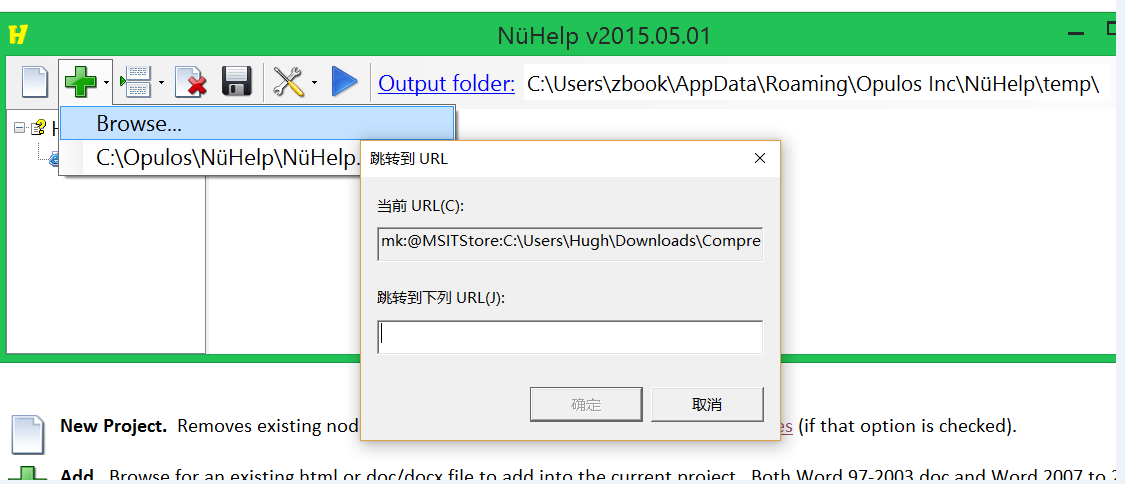 NüHelp v2015.05.01
Output folder: C:\Users\zbook\AppData\Roaming\Opulos Inc\NüHelp\temp\
Browse...
C:\Opulos\NüHelp\NüHelp.
跳转到 URL
当前 URL(C):
mk:@MSITStore:C:\Users\Hugh\Downloads\Compre
跳转到下列 URL(J):
确定 取消
New Project. Removes existing nod es (if that option is checked).
Add Browse for an existing html or doc/docx file to add into the current project. Both Word 97-2003 doc and Word 2007 to 2